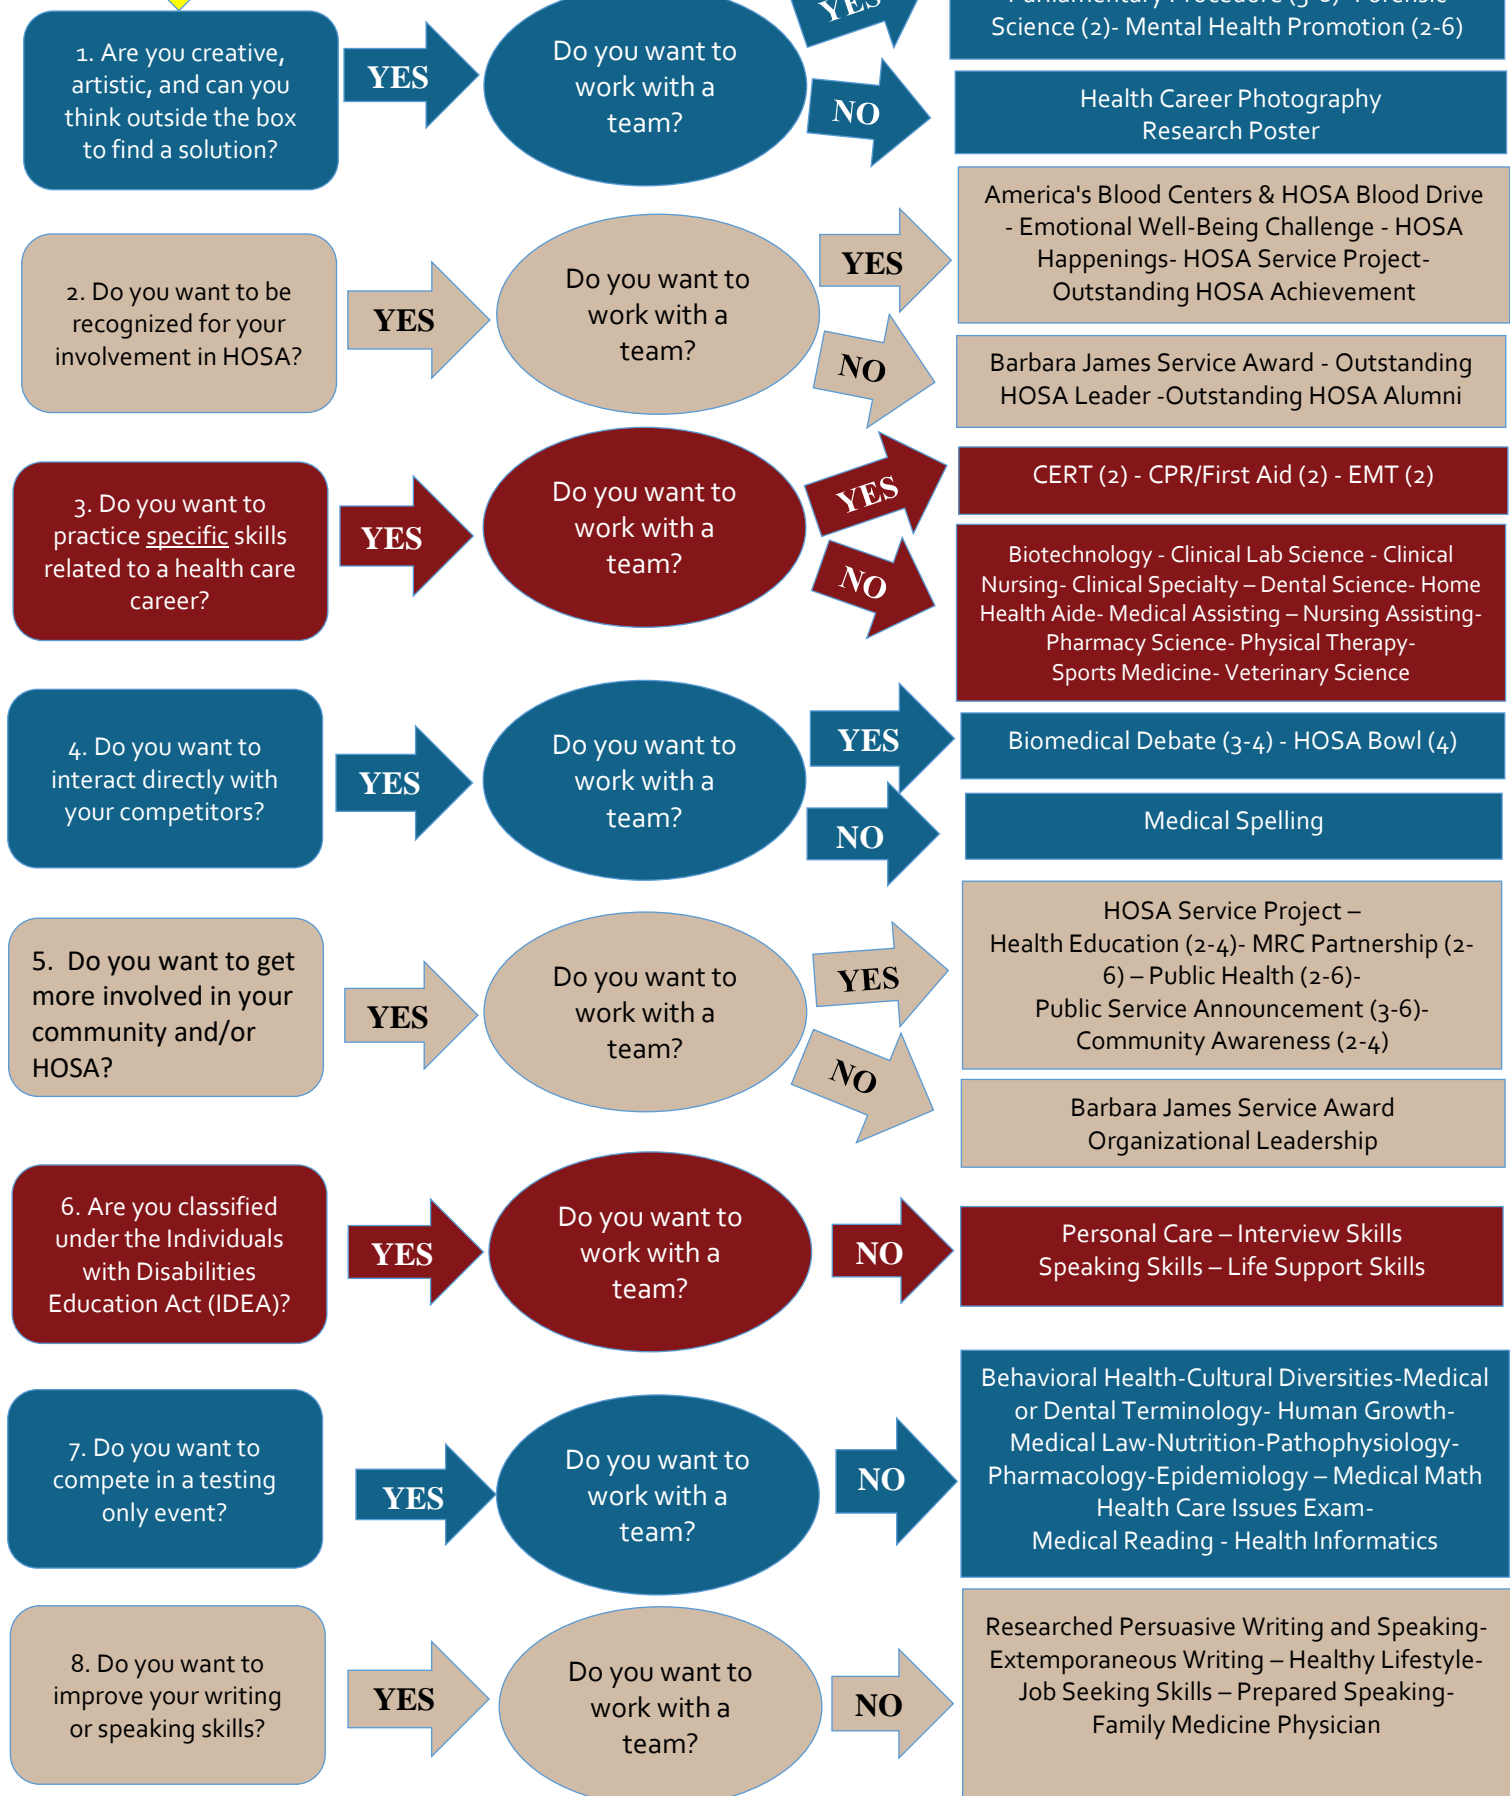 Parliamentary Procedure Forensic
Science (2)- Mental Health Promotion (2-6)
1. Are you creative,
artistic, and can you
think outside the box
to find a solution?
YES
Do you want to
work with a
team?
YES
NO
Health Career Photography
Research Poster
2. Do you want to be
recognized for your
involvement in HOSA?
YES
Do you want to
work with a
team?
YES
America's Blood Centers & HOSA Blood Drive
- Emotional Well-Being Challenge - HOSA
Happenings- HOSA Service Project-
Outstanding HOSA Achievement
NO
Barbara James Service Award - Outstanding
HOSA Leader -Outstanding HOSA Alumni
3. Do you want to
practice specific skills
related to a health care
career?
YES
Do you want to
work with a
team?
YES
CERT (2) - CPR/First Aid (2) - EMT (2)
NO
Biotechnology - Clinical Lab Science - Clinical
Nursing- Clinical Specialty – Dental Science- Home
Health Aide- Medical Assisting – Nursing Assisting-
Pharmacy Science- Physical Therapy-
Sports Medicine- Veterinary Science
4. Do you want to
interact directly with
your competitors?
YES
Do you want to
work with a
team?
YES
Biomedical Debate (3-4) - HOSA Bowl (4)
NO
Medical Spelling
5. Do you want to get
more involved in your
community and/or
HOSA?
YES
Do you want to
work with a
team?
YES
HOSA Service Project –
Health Education (2-4)- MRC Partnership (2-
6) – Public Health (2-6)-
Public Service Announcement (3-6)-
Community Awareness (2-4)
NO
Barbara James Service Award
Organizational Leadership
6. Are you classified
under the Individuals
with Disabilities
Education Act (IDEA)?
YES
Do you want to
work with a
team?
NO
Personal Care – Interview Skills
Speaking Skills – Life Support Skills
7. Do you want to
compete in a testing
only event?
YES
Do you want to
work with a
team?
NO
Behavioral Health-Cultural Diversities-Medical
or Dental Terminology- Human Growth-
Medical Law-Nutrition-Pathophysiology-
Pharmacology-Epidemiology – Medical Math
Health Care Issues Exam-
Medical Reading - Health Informatics
8. Do you want to
improve your writing
or speaking skills?
YES
Do you want to
work with a
team?
NO
Researched Persuasive Writing and Speaking-
Extemporaneous Writing – Healthy Lifestyle-
Job Seeking Skills – Prepared Speaking-
Family Medicine Physician